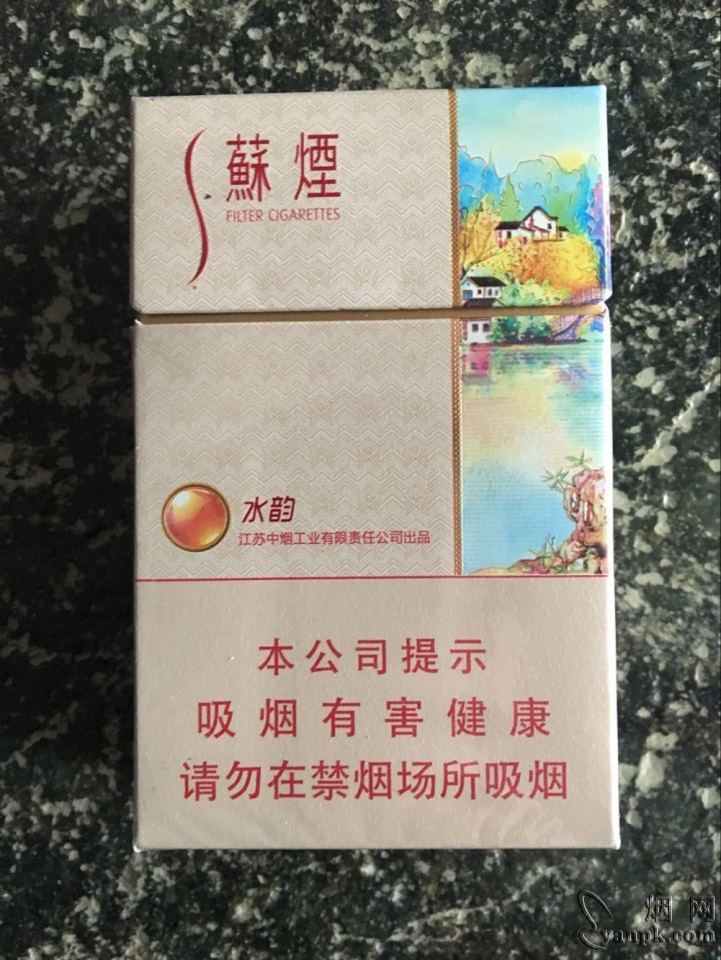 蘇煙
FILTER CIGARETTES
水韵
江苏中烟工业有限责任公司出品
本公司提示
吸烟有害健康
请勿在禁烟场所吸烟
烟网
yanpk.com